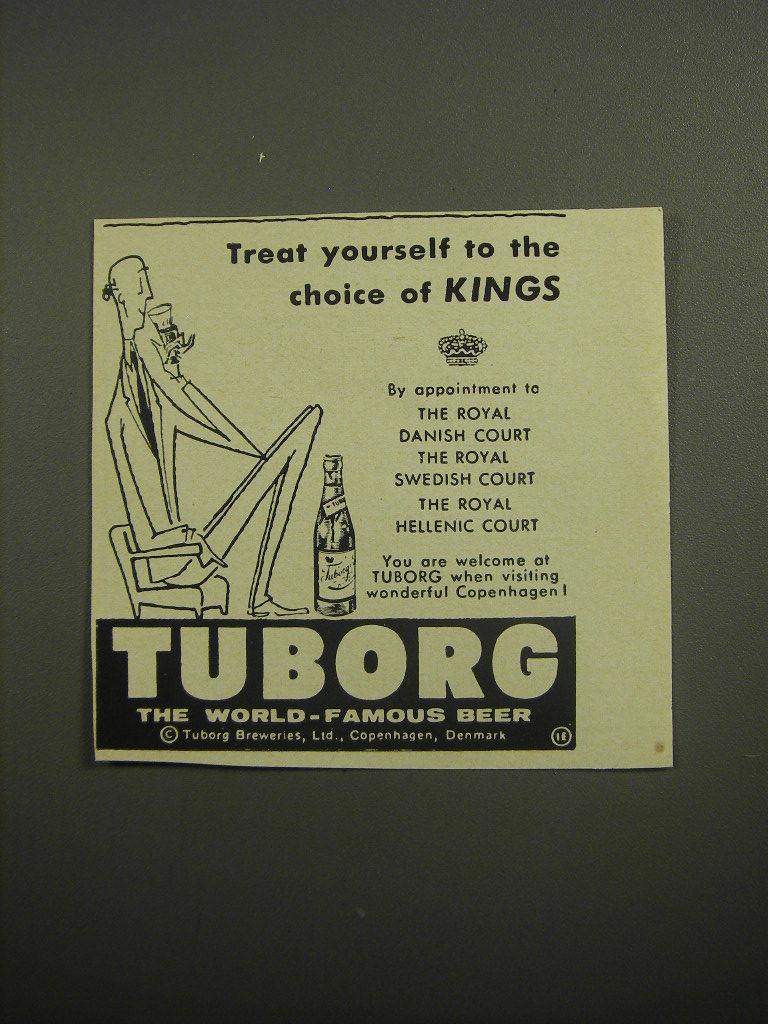 Treat yourself to the
choice of KINGS
By appointment to
THE ROYAL
DANISH COURT
THE ROYAL
SWEDISH COURT
THE ROYAL
HELLENIC COURT
You are welcome at
TUBORG when visiting
wonderful Copenhagen!
Tuborg
TUBORG
THE WORLD-FAMOUS BEER
© Tuborg Breweries, Ltd., Copenhagen, Denmark